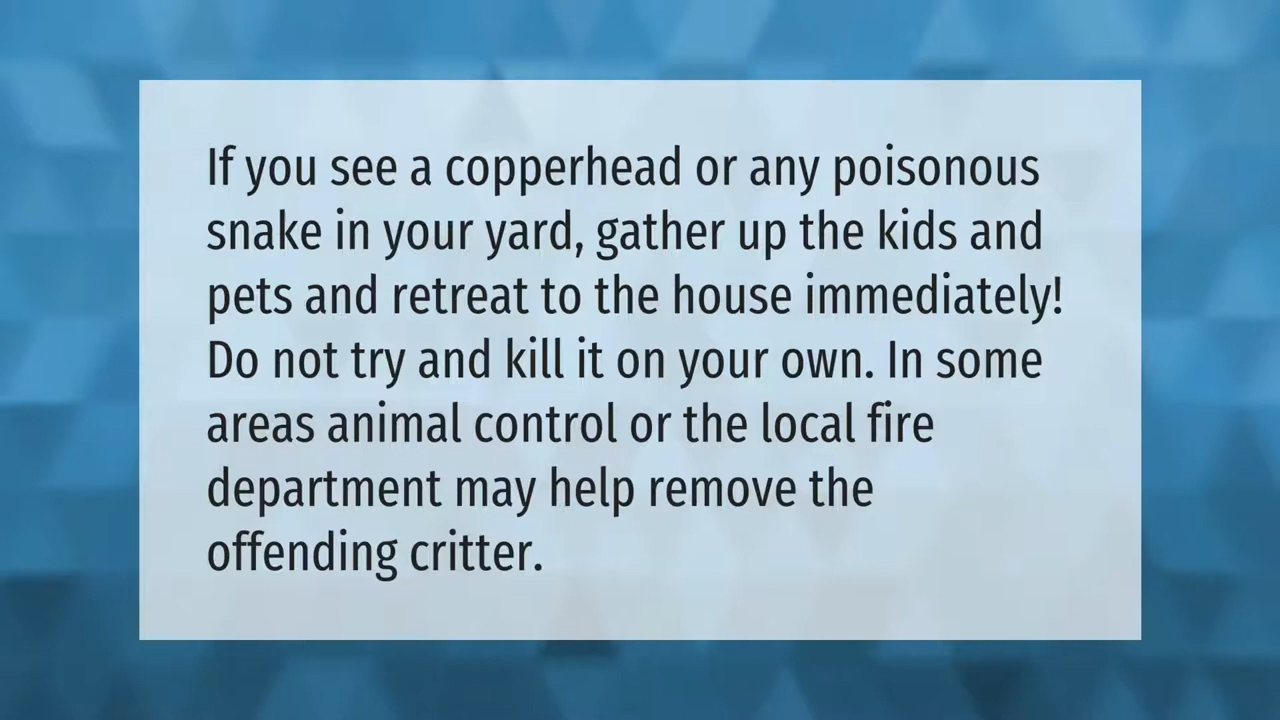 If you see a copperhead or any poisonous
snake in your yard, gather up the kids and
pets and retreat to the house immediately!
Do not try and kill it on your own. In some
areas animal control or the local fire
department may help remove the
offending critter.